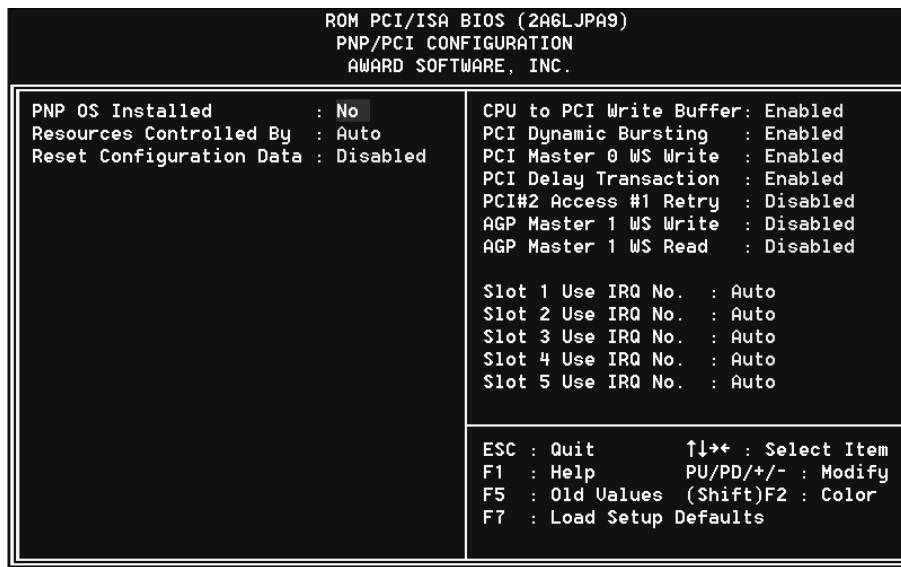 ROM PCI/ISA BIOS (2A6LJPA9)
PNP/PCI CONFIGURATION
AWARD SOFTWARE, INC.
PNP OS Installed : No
Resources Controlled By : Auto
Reset Configuration Data : Disabled
CPU to PCI Write Buffer: Enabled
PCI Dynamic Bursting : Enabled
PCI Master 0 WS Write : Enabled
PCI Delay Transaction : Enabled
PCI#2 Access #1 Retry : Disabled
AGP Master 1 WS Write : Disabled
AGP Master 1 WS Read : Disabled
Slot 1 Use IRQ No. : Auto
Slot 2 Use IRQ No. : Auto
Slot 3 Use IRQ No. : Auto
Slot 4 Use IRQ No. : Auto
Slot 5 Use IRQ No. : Auto
ESC : Quit ↑↓→← : Select Item
F1 : Help PU/PD/+/- : Modify
F5 : Old Values (Shift)F2 : Color
F7 : Load Setup Defaults